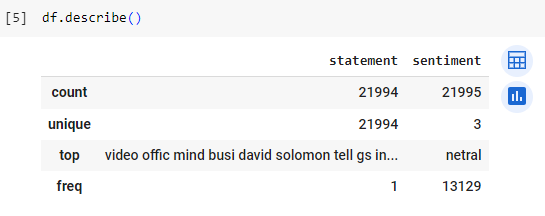 [5] df.describe()
statement sentiment
count 21994 21995
unique 21994 3
top video offic mind busi david solomon tell gs in... netral
freq 1 13129